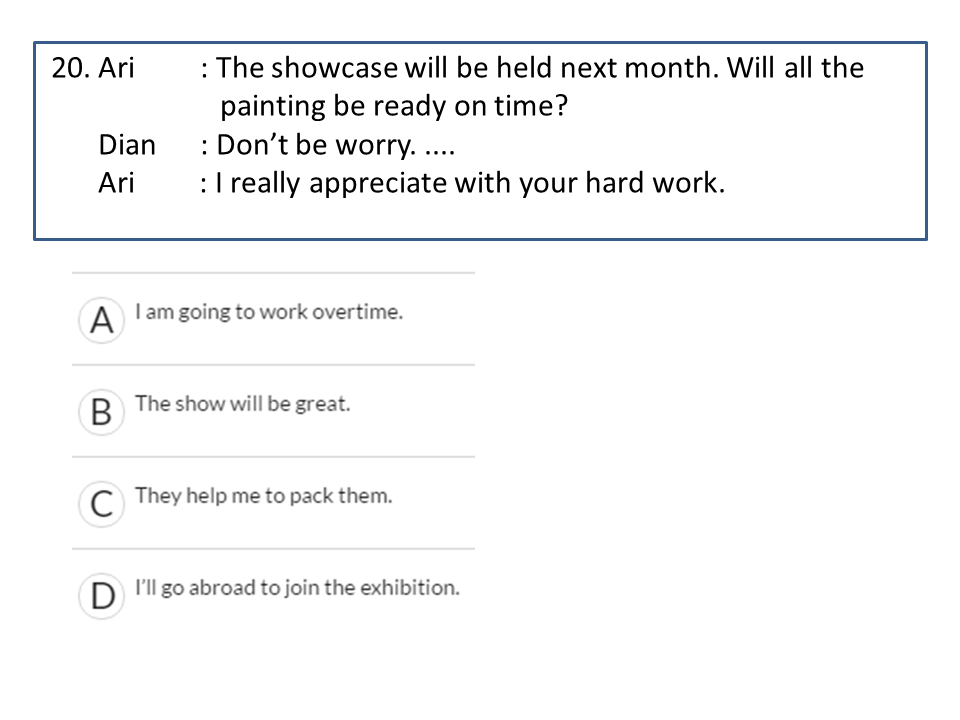 20. Ari : The showcase will be held next month. Will all the
painting be ready on time?
Dian : Don’t be worry. ....
Ari : I really appreciate with your hard work.
A I am going to work overtime.
B The show will be great.
C They help me to pack them.
D I’ll go abroad to join the exhibition.